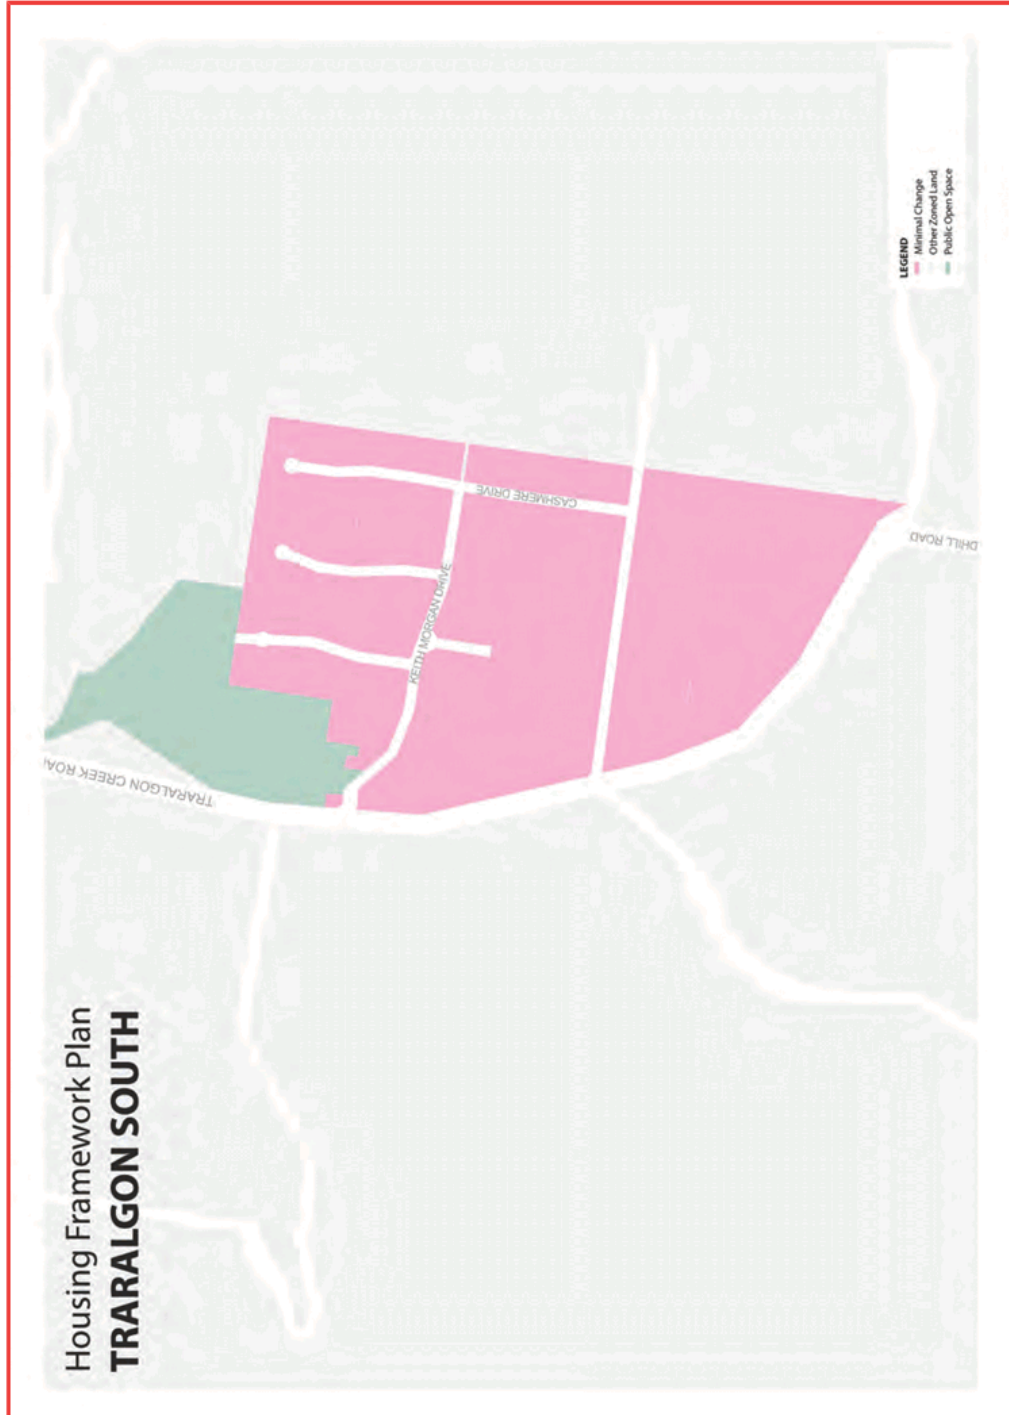 Housing Framework Plan
TRARALGON SOUTH
TRARALGON CREEK ROA
KEITH MORGAN DRIVE
CASHMERE DRIVE
DHILL ROAD
LEGEND
Minimal Change
Other Zoned Land
Public Open Space